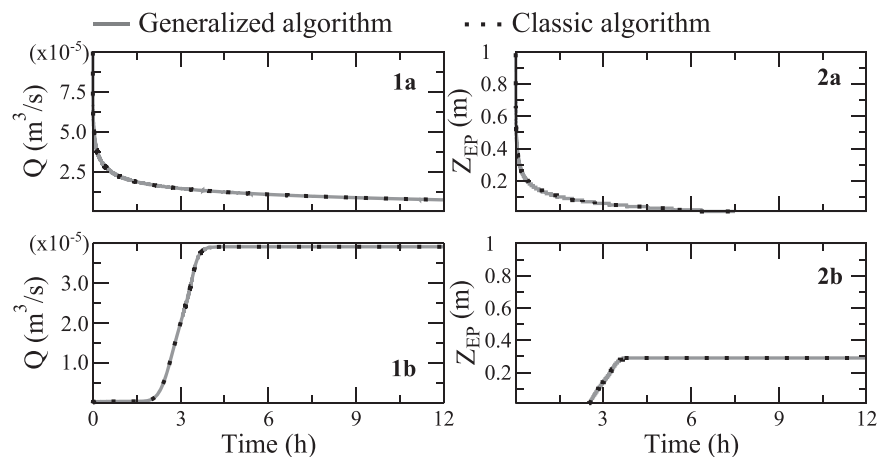 Generalized algorithm
Classic algorithm
(x10⁻⁵)
7.5
5.0
2.5
Q (m³/s)
1a
1
0.8
0.6
0.4
0.2
Z_EP (m)
2a
(x10⁻⁵)
3.0
2.0
1.0
Q (m³/s)
1b
0 3 6 9 12
Time (h)
1
0.8
0.6
0.4
0.2
Z_EP (m)
2b
3 6 9 12
Time (h)